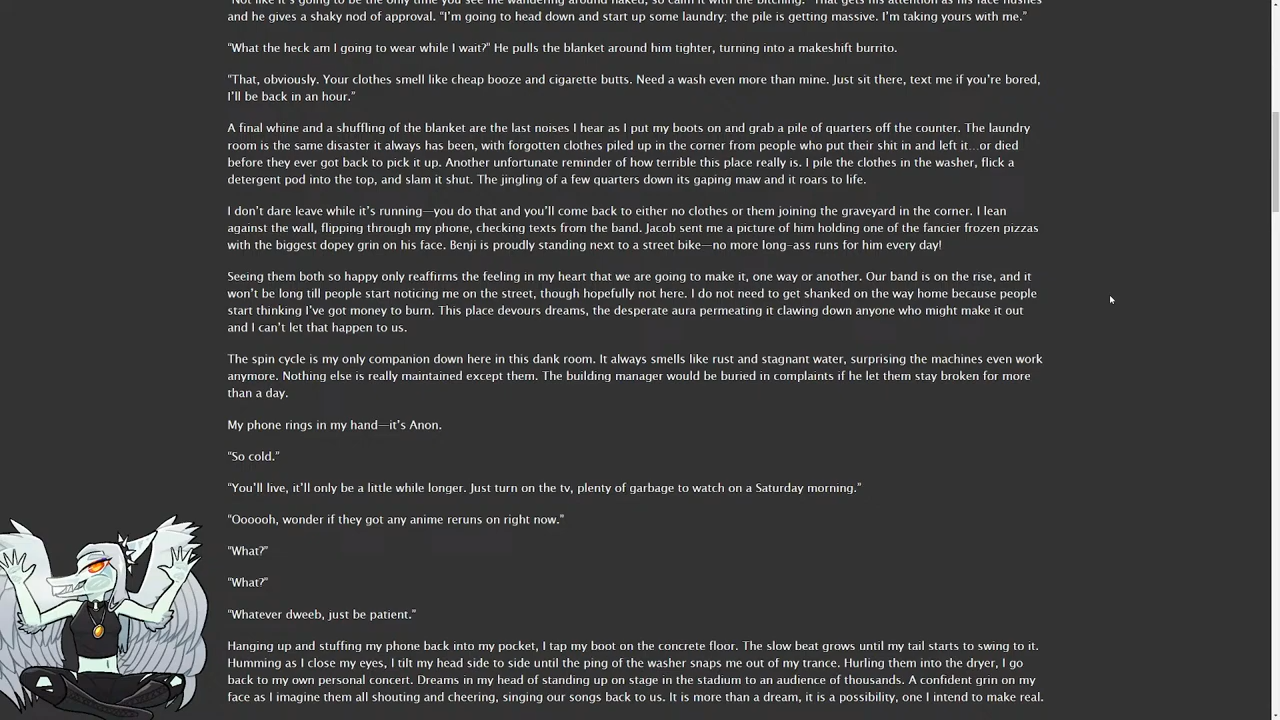 "Not like it's going to be the only time you see me wandering around naked, so calm it with the bitching." That gets his attention as his face flushes
and he gives a shaky nod of approval. "I'm going to head down and start up some laundry; the pile is getting massive. I'm taking yours with me."
"What the heck am I going to wear while I wait?" He pulls the blanket around him tighter, turning into a makeshift burrito.
"That, obviously. Your clothes smell like cheap booze and cigarette butts. Need a wash even more than mine. Just sit there, text me if you're bored,
I'll be back in an hour."
A final whine and a shuffling of the blanket are the last noises I hear as I put my boots on and grab a pile of quarters off the counter. The laundry
room is the same disaster it always has been, with forgotten clothes piled up in the corner from people who put their shit in and left it…or died
before they ever got back to pick it up. Another unfortunate reminder of how terrible this place really is. I pile the clothes in the washer, flick a
detergent pod into the top, and slam it shut. The jingling of a few quarters down its gaping maw and it roars to life.
I don't dare leave while it's running—you do that and you'll come back to either no clothes or them joining the graveyard in the corner. I lean
against the wall, flipping through my phone, checking texts from the band. Jacob sent me a picture of him holding one of the fancier frozen pizzas
with the biggest dopey grin on his face. Benji is proudly standing next to a street bike—no more long-ass runs for him every day!
Seeing them both so happy only reaffirms the feeling in my heart that we are going to make it, one way or another. Our band is on the rise, and it
won't be long till people start noticing me on the street, though hopefully not here. I do not need to get shanked on the way home because people
start thinking I've got money to burn. This place devours dreams, the desperate aura permeating it clawing down anyone who might make it out
and I can't let that happen to us.
The spin cycle is my only companion down here in this dank room. It always smells like rust and stagnant water, surprising the machines even work
anymore. Nothing else is really maintained except them. The building manager would be buried in complaints if he let them stay broken for more
than a day.
My phone rings in my hand—it's Anon.
"So cold."
"You'll live, it'll only be a little while longer. Just turn on the tv, plenty of garbage to watch on a Saturday morning."
"Oooooh, wonder if they got any anime reruns on right now."
"What?"
"What?"
"Whatever dweeb, just be patient."
Hanging up and stuffing my phone back into my pocket, I tap my boot on the concrete floor. The slow beat grows until my tail starts to swing to it.
Humming as I close my eyes, I tilt my head side to side until the ping of the washer snaps me out of my trance. Hurling them into the dryer, I go
back to my own personal concert. Dreams in my head of standing up on stage in the stadium to an audience of thousands. A confident grin on my
face as I imagine them all shouting and cheering, singing our songs back to us. It is more than a dream, it is a possibility, one I intend to make real.